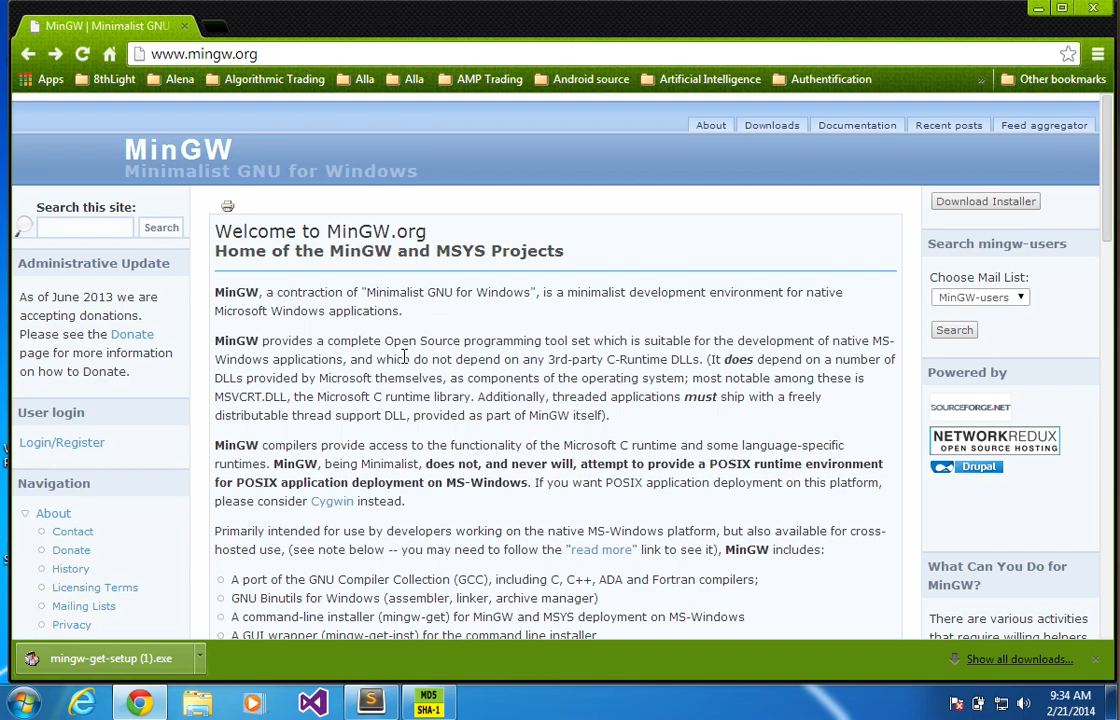 MinGW | Minimalist GNU
www.mingw.org
Apps 8thLight Alena Algorithmic Trading Alla Alla AMP Trading Android source Artificial Intelligence Authentification » Other bookmarks
About Downloads Documentation Recent posts Feed aggregator
MinGW
Minimalist GNU for Windows
Search this site:
Search
Administrative Update
As of June 2013 we are
accepting donations.
Please see the Donate
page for more information
on how to Donate.
User login
Login/Register
Navigation
About
Contact
Donate
History
Licensing Terms
Mailing Lists
Privacy
Welcome to MinGW.org
Home of the MinGW and MSYS Projects
MinGW, a contraction of "Minimalist GNU for Windows", is a minimalist development environment for native
Microsoft Windows applications.
MinGW provides a complete Open Source programming tool set which is suitable for the development of native MS-
Windows applications, and which do not depend on any 3rd-party C-Runtime DLLs. (It does depend on a number of
DLLs provided by Microsoft themselves, as components of the operating system; most notable among these is
MSVCRT.DLL, the Microsoft C runtime library. Additionally, threaded applications must ship with a freely
distributable thread support DLL, provided as part of MinGW itself).
MinGW compilers provide access to the functionality of the Microsoft C runtime and some language-specific
runtimes. MinGW, being Minimalist, does not, and never will, attempt to provide a POSIX runtime environment
for POSIX application deployment on MS-Windows. If you want POSIX application deployment on this platform,
please consider Cygwin instead.
Primarily intended for use by developers working on the native MS-Windows platform, but also available for cross-
hosted use, (see note below -- you may need to follow the "read more" link to see it), MinGW includes:
A port of the GNU Compiler Collection (GCC), including C, C++, ADA and Fortran compilers;
GNU Binutils for Windows (assembler, linker, archive manager)
A command-line installer (mingw-get) for MinGW and MSYS deployment on MS-Windows
A GUI wrapper (mingw-get-inst) for the command line installer
Download Installer
Search mingw-users
Choose Mail List:
MinGW-users
Search
Powered by
SOURCEFORGE.NET
NETWORKREDUX
OPEN SOURCE HOSTING
Drupal
What Can You Do for
MinGW?
There are various activities
that require willing helpers
mingw-get-setup (1).exe
Show all downloads...
MD5
SHA-1
9:34 AM
2/21/2014